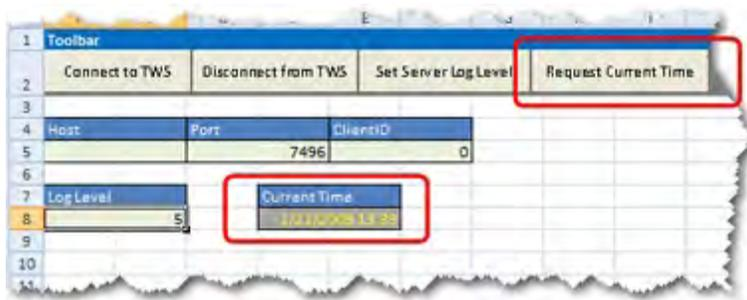 E
1 Toolbar
2 Connect to TWS Disconnect from TWS Set Server Log Level Request Current Time
3
4 Host Port ClientID
5 7496 0
6
7 Log Level Current Time
8 5
9
10